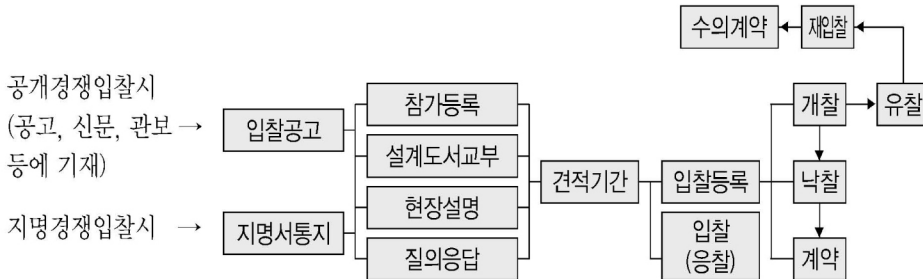 수의계약
재입찰
공개경쟁입찰시
(공고, 신문, 관보 →
등에 기재)
입찰공고
참가등록
개찰
유찰
설계도서교부
견적기간
입찰등록
낙찰
현장설명
지명경쟁입찰시 →
지명서통지
입찰
(응찰)
계약
질의응답